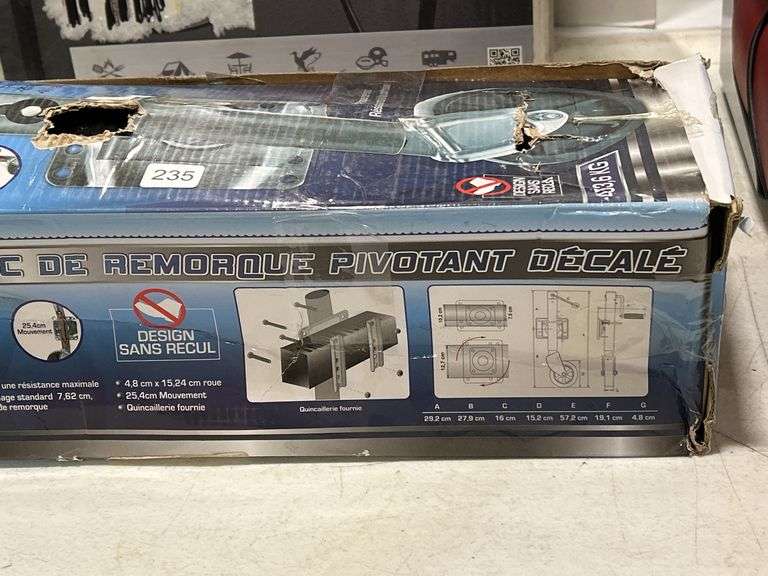 235
DESIGN
SANS
RECUL
453,6 KG
C DE REMORQUE PIVOTANT DÉCALÉ
25,4cm
Mouvement
DESIGN
SANS RECUL
une résistance maximale
age standard 7,62 cm,
de remorque
• 4,8 cm x 15,24 cm roue
• 25,4cm Mouvement
• Quincaillerie fournie
Quincaillerie fournie
A B C D E F G
29.2 cm 27.9 cm 16 cm 15.2 cm 57.2 cm 19.1 cm 4.8 cm